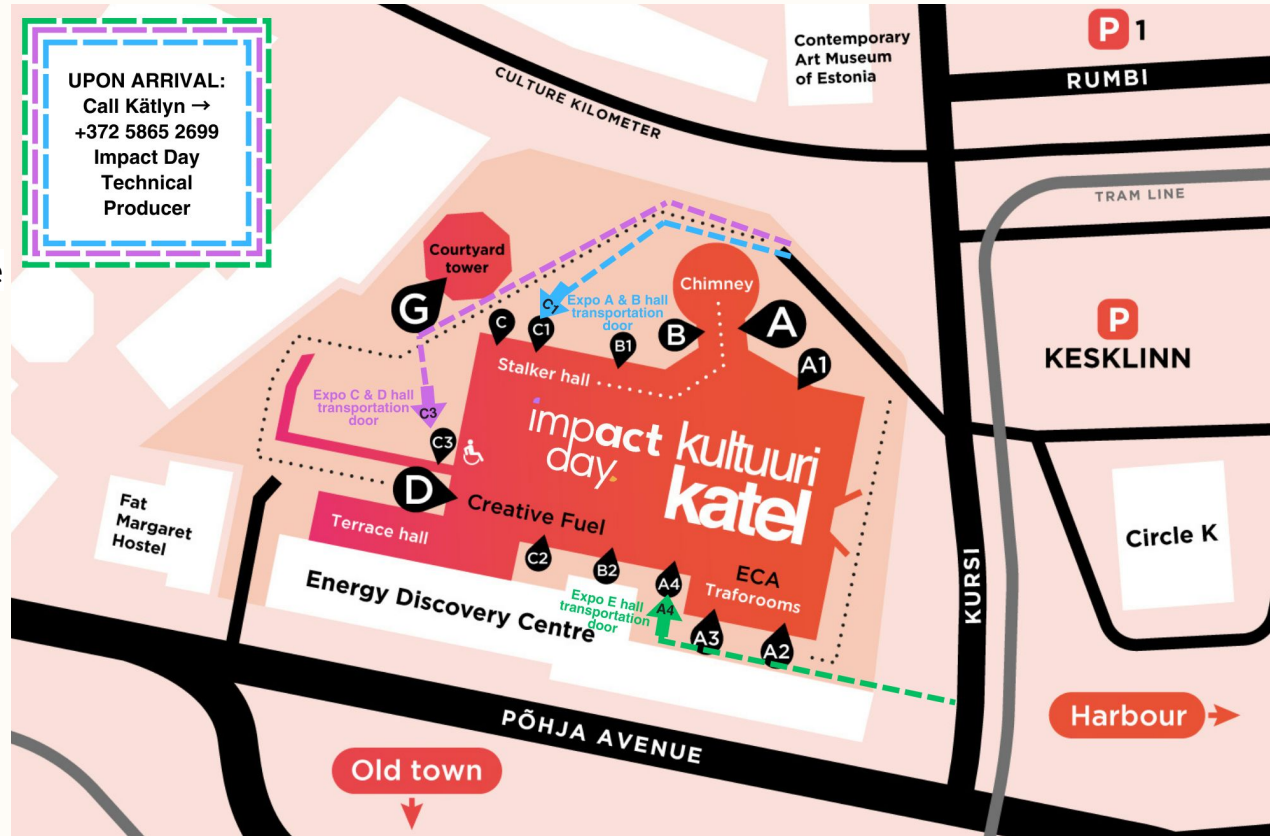 UPON ARRIVAL:
Call Kätlyn →
+372 5865 2699
Impact Day
Technical
Producer
Contemporary
Art Museum
of Estonia
P 1
RUMBI
CULTURE KILOMETER
TRAM LINE
Courtyard
tower
G
Chimney
P
KESKLINN
C1
Expo A & B hall
transportation
door
C
C1
B1
B
A
A1
Stalker hall
Expo C & D hall
transportation
door
C3
C3
impact
day.
kultuuri
katel
D
Creative Fuel
Terrace hall
Fat
Margaret
Hostel
Circle K
C2
B2
A4
ECA
Traforooms
Energy Discovery Centre
Expo E hall
transportation
door
A4
A3
A2
KURSI
PÕHJA AVENUE
Harbour
Old town